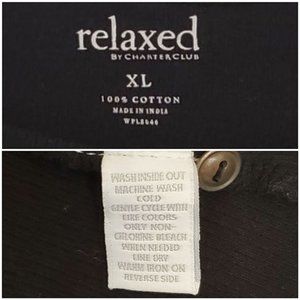 relaxed
BY CHARTER CLUB
XL
100% COTTON
MADE IN INDIA
WASH INSIDE OUT
MACHINE WASH
COLD
GENTLE CYCLE WITH
LIKE COLORS
ONLY NON-
CHLORINE BLEACH
WHEN NEEDED
LINE DRY
WARM IRON ON
REVERSE SIDE